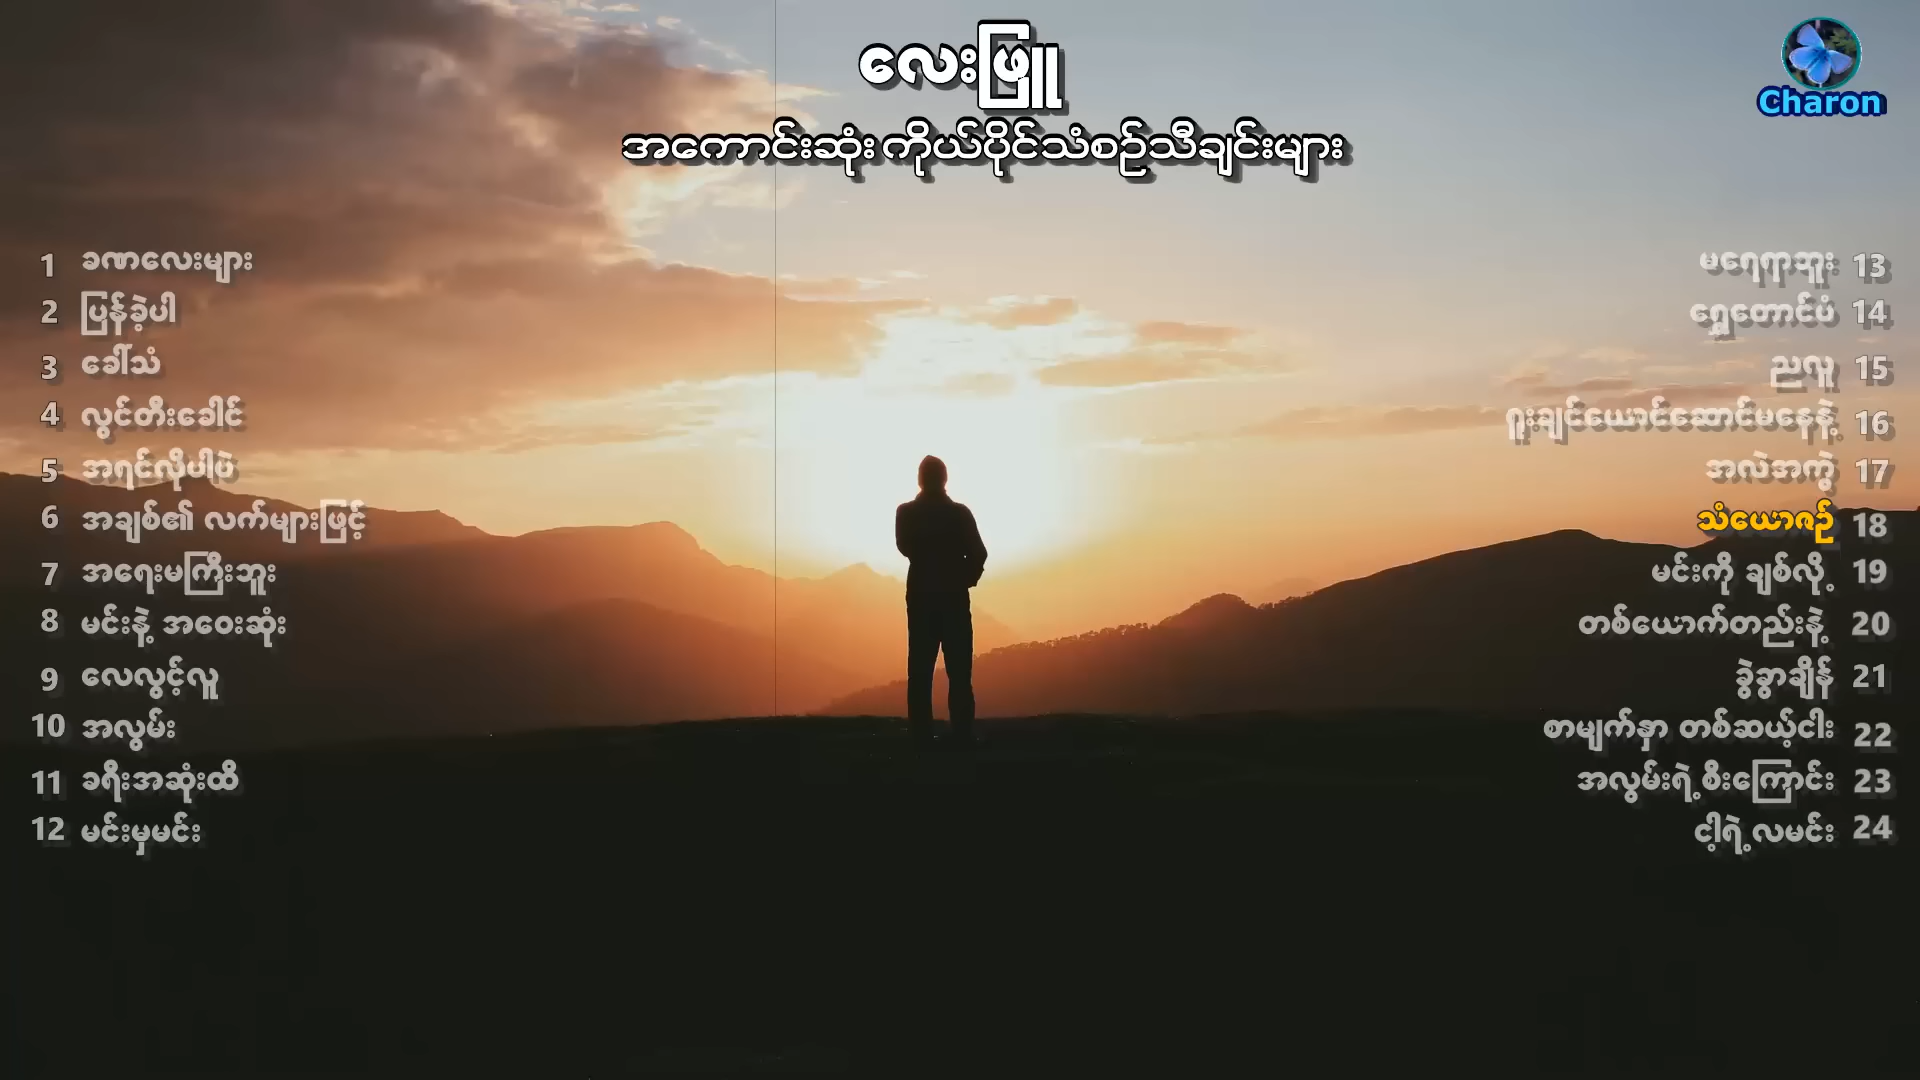 လေးဖြူ
အကောင်းဆုံး ကိုယ်ပိုင်သံစဉ်သီချင်းများ
Charon
1 ခဏလေးများ
2 ပြန်ခဲ့ပါ
3 ခေါ်သံ
4 လွင်တီးခေါင်
5 အရင်လိုပါပဲ
6 အချစ်၏ လက်များဖြင့်
7 အရေးမကြီးဘူး
8 မင်းနဲ့ အဝေးဆုံး
9 လေလွင့်လူ
10 အလွမ်း
11 ခရီးအဆုံးထိ
12 မင်းမှမင်း
မရေရာဘူး 13
ရွှေတောင်ပံ 14
ညလူ 15
ရူးချင်ယောင်ဆောင်မနေနဲ့ 16
အလဲအကွဲ 17
သံယောဇဉ် 18
မင်းကို ချစ်လို့ 19
တစ်ယောက်တည်းနဲ့ 20
ခွဲခွာချိန် 21
စာမျက်နှာ တစ်ဆယ့်ငါး 22
အလွမ်းရဲ့စီးကြောင်း 23
ငါ့ရဲ့လမင်း 24